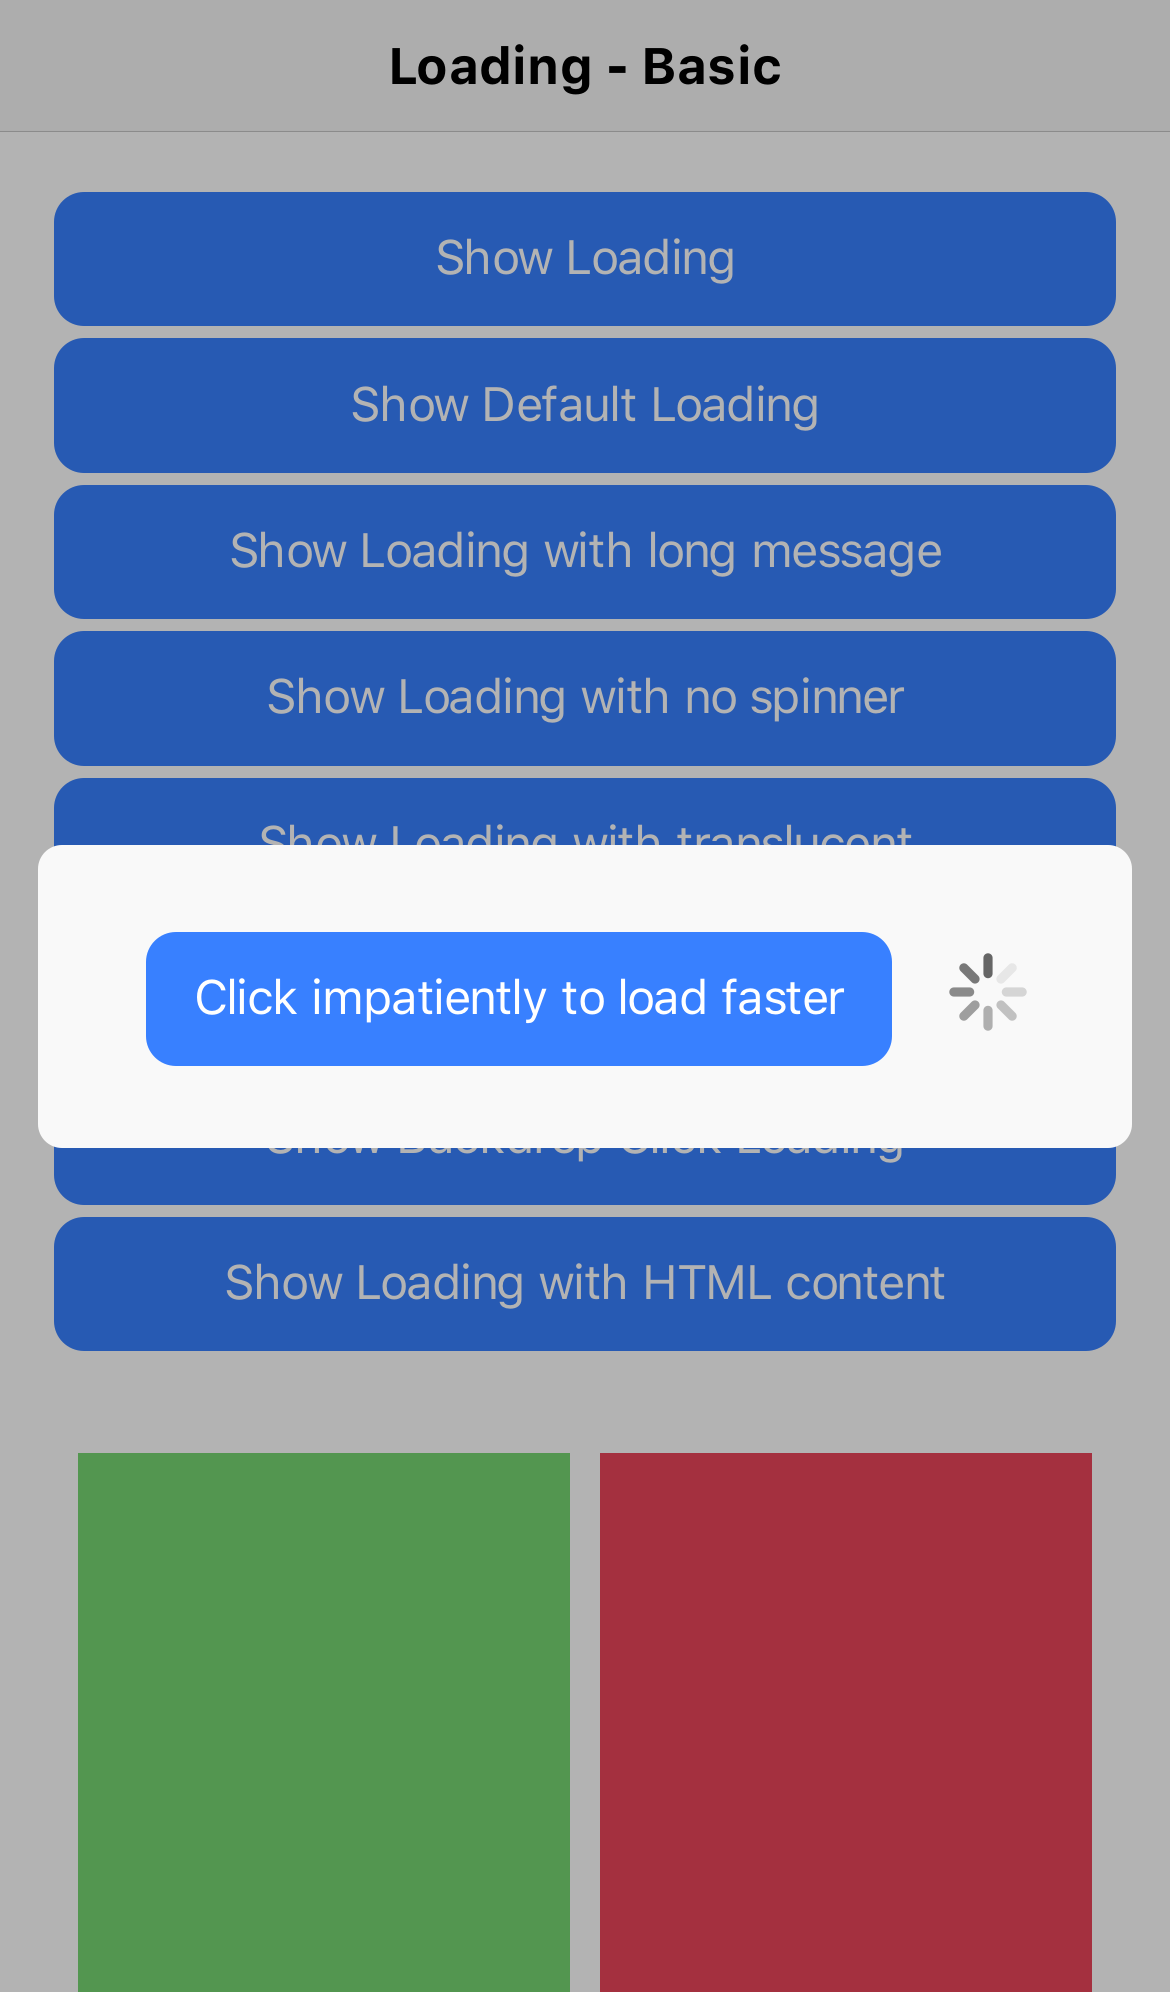 Loading - Basic
Show Loading
Show Default Loading
Show Loading with long message
Show Loading with no spinner
Show Loading with translucent
Click impatiently to load faster
Show Backdrop Click Loading
Show Loading with HTML content